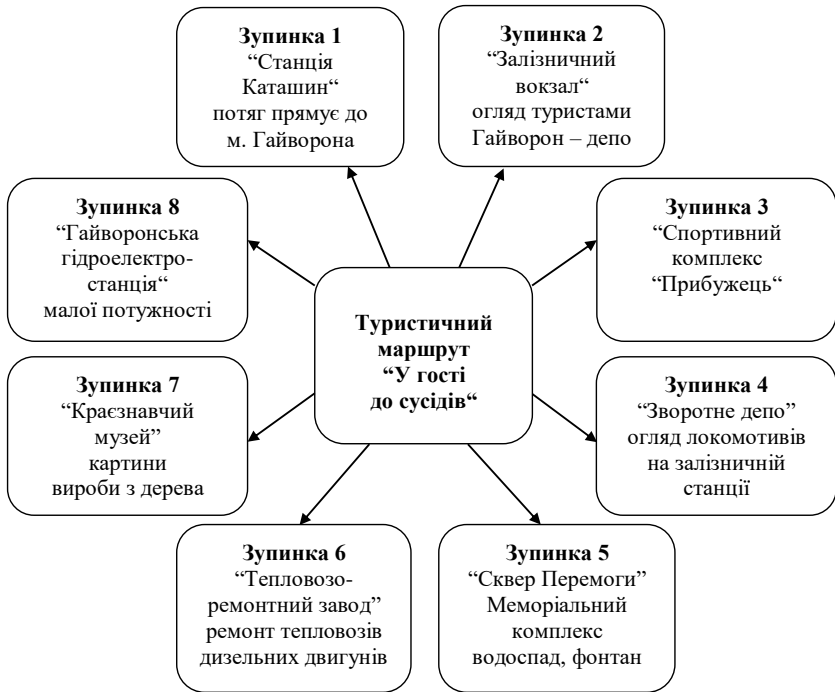 Зупинка 1
“Станція
Каташин“
потяг прямує до
м. Гайворона
Зупинка 2
“Залізничний
вокзал“
огляд туристами
Гайворон – депо
Зупинка 8
“Гайворонська
гідроелектро-
станція“
малої потужності
Зупинка 3
“Спортивний
комплекс
“Прибужець“
Туристичний
маршрут
“У гості
до сусідів“
Зупинка 7
“Краєзнавчий
музей”
картини
вироби з дерева
Зупинка 4
“Зворотне депо”
огляд локомотивів
на залізничній
станції
Зупинка 6
“Тепловозо-
ремонтний завод”
ремонт тепловозів
дизельних двигунів
Зупинка 5
“Сквер Перемоги”
Меморіальний
комплекс
водоспад, фонтан